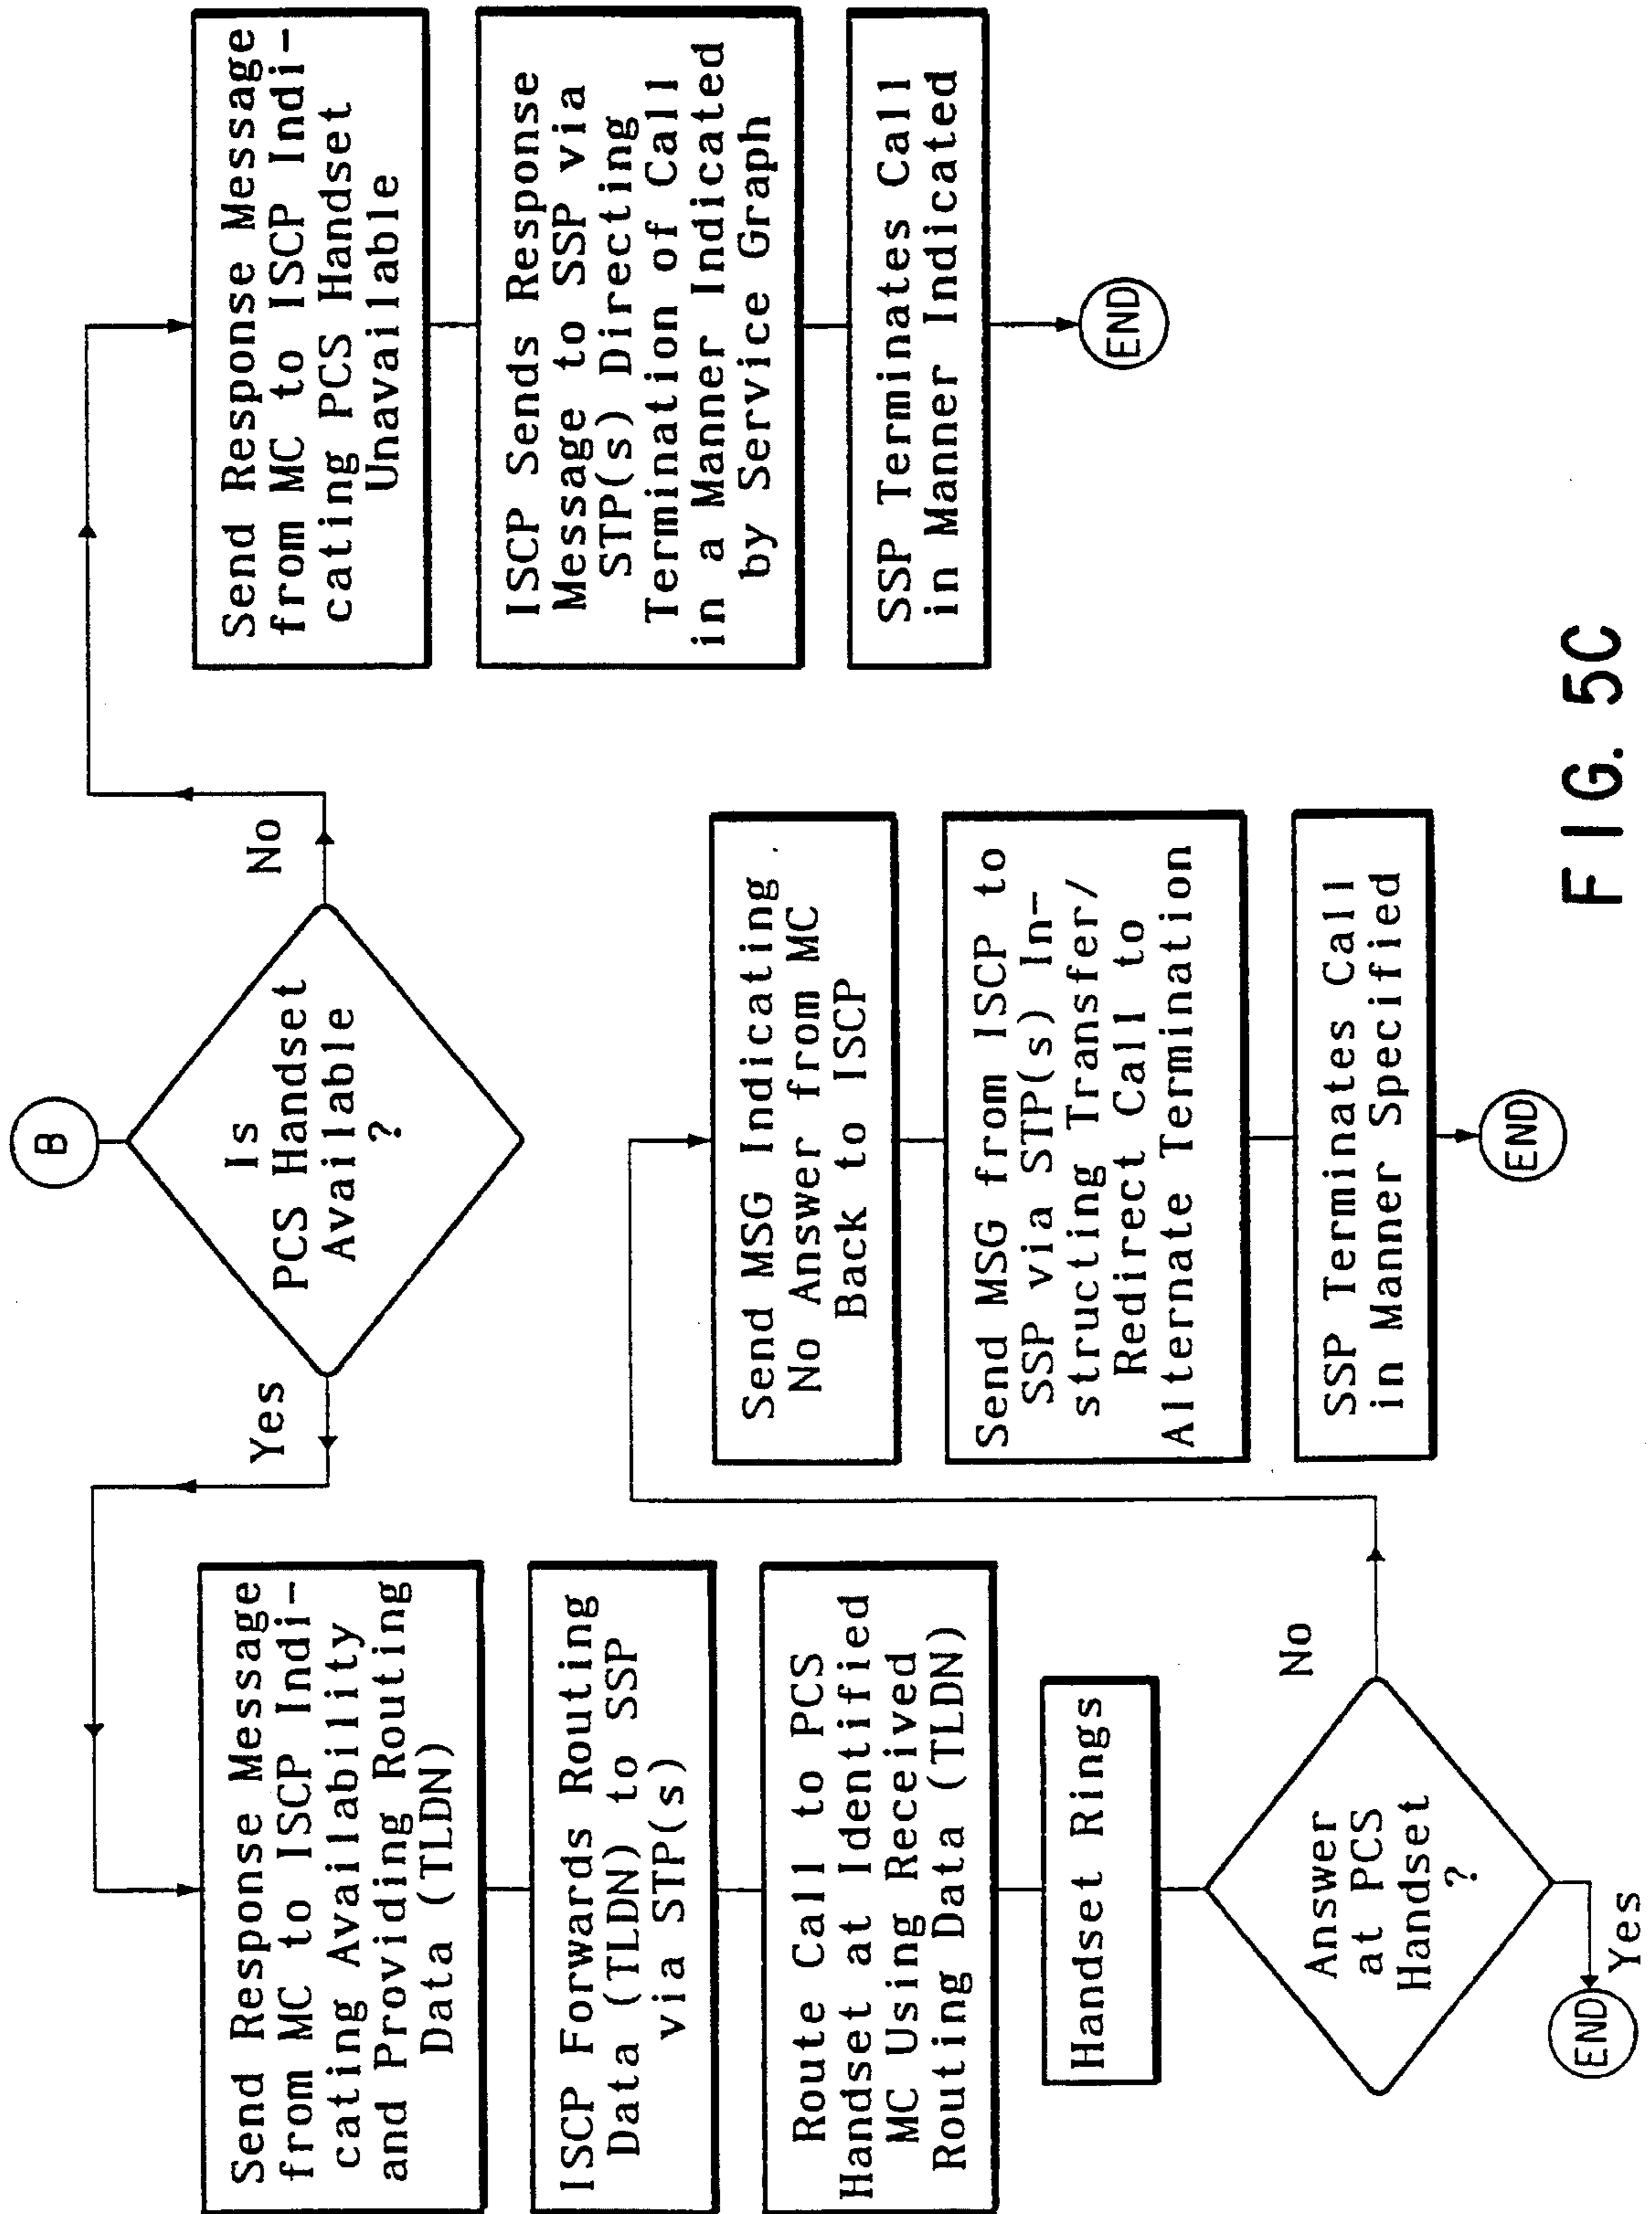 B
Is
PCS Handset
Available
?
Yes
No
Send Response Message
from MC to ISCP Indi-
cating Availability
and Providing Routing
Data (TLDN)
ISCP Forwards Routing
Data (TLDN) to SSP
via STP(s)
Route Call to PCS
Handset at Identified
MC Using Received
Routing Data (TLDN)
Handset Rings
Answer
at PCS
Handset
?
Yes
END
No
Send MSG Indicating
No Answer from MC
Back to ISCP
Send MSG from ISCP to
SSP via STP(s) In-
structing Transfer/
Redirect Call to
Alternate Termination
SSP Terminates Call
in Manner Specified
END
Send Response Message
from MC to ISCP Indi-
cating PCS Handset
Unavailable
ISCP Sends Response
Message to SSP via
STP(s) Directing
Termination of Call
in a Manner Indicated
by Service Graph
SSP Terminates Call
in Manner Indicated
END
FIG. 5C